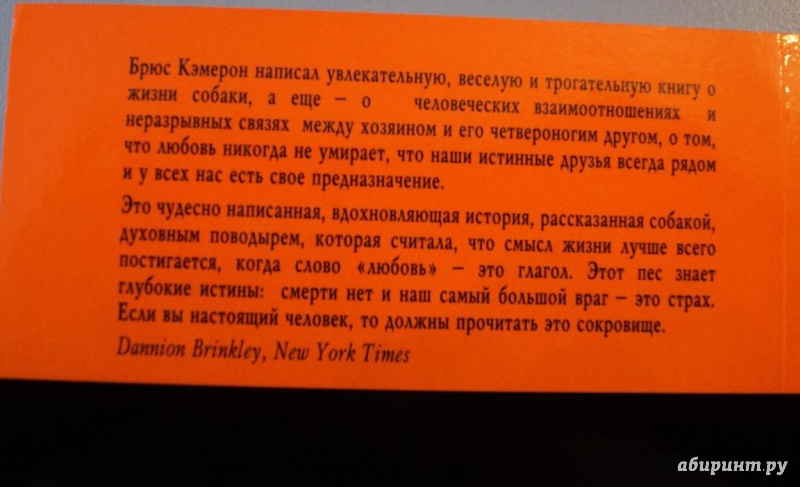 Брюс Кэмерон написал увлекательную, веселую и трогательную книгу о
жизни собаки, а еще – о человеческих взаимоотношениях и
неразрывных связях между хозяином и его четвероногим другом, о том,
что любовь никогда не умирает, что наши истинные друзья всегда рядом
и у всех нас есть свое предназначение.
Это чудесно написанная, вдохновляющая история, рассказанная собакой,
духовным поводырем, которая считала, что смысл жизни лучше всего
постигается, когда слово «любовь» – это глагол. Этот пес знает
глубокие истины: смерти нет и наш самый большой враг – это страх.
Если вы настоящий человек, то должны прочитать это сокровище.
Dannion Brinkley, New York Times
абиринт.ру